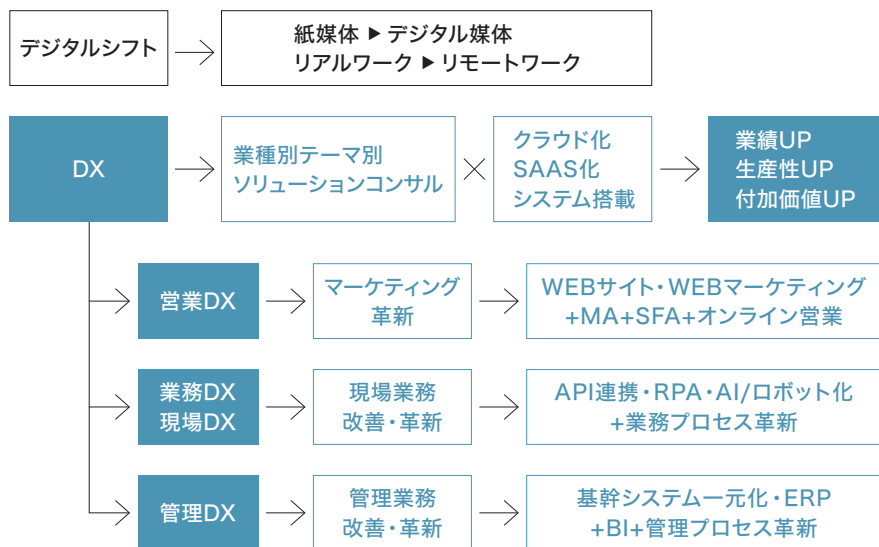 デジタルシフト
紙媒体 ▶ デジタル媒体
リアルワーク ▶ リモートワーク
DX
業種別テーマ別
ソリューションコンサル
クラウド化
SAAS化
システム搭載
業績UP
生産性UP
付加価値UP
営業DX
マーケティング
革新
WEBサイト・WEBマーケティング
+MA+SFA+オンライン営業
業務DX
現場DX
現場業務
改善・革新
API連携・RPA・AI/ロボット化
+業務プロセス革新
管理DX
管理業務
改善・革新
基幹システム一元化・ERP
+BI+管理プロセス革新